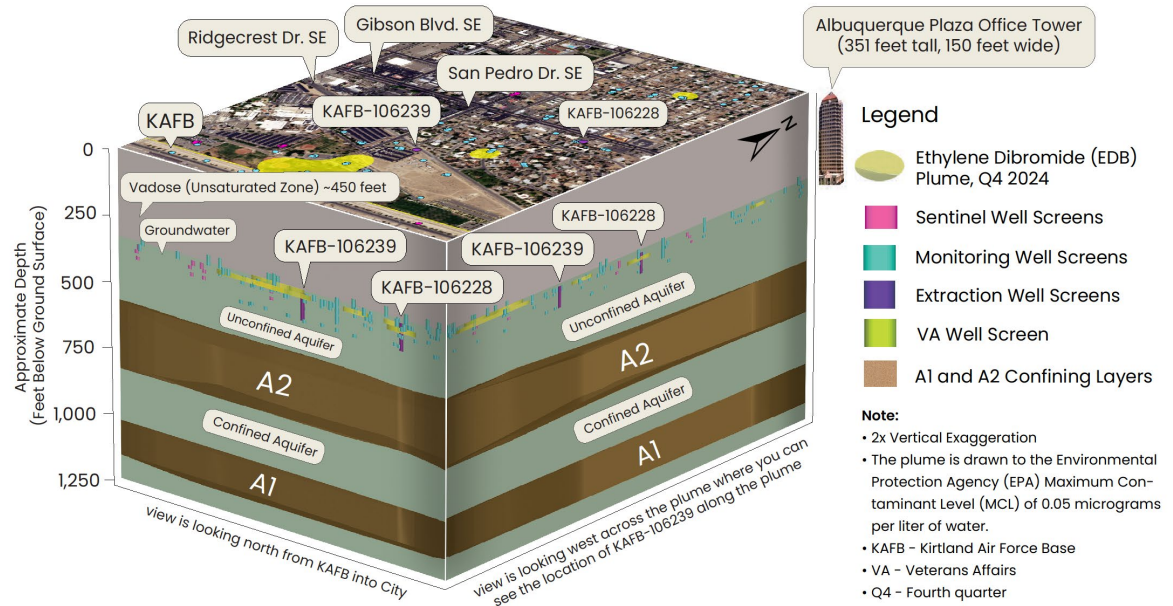 Gibson Blvd. SE
Ridgecrest Dr. SE
San Pedro Dr. SE
KAFB-106239
KAFB-106228
KAFB
N
Albuquerque Plaza Office Tower
(351 feet tall, 150 feet wide)
Approximate Depth
(Feet Below Ground Surface)
0
250
500
750
1,000
1,250
Vadose (Unsaturated Zone) ~450 feet
Groundwater
KAFB-106239
KAFB-106228
Unconfined Aquifer
A2
Confined Aquifer
A1
KAFB-106228
KAFB-106239
Unconfined Aquifer
A2
Confined Aquifer
A1
view is looking north from KAFB into City
view is looking west across the plume where you can
see the location of KAFB-106239 along the plume
Legend
Ethylene Dibromide (EDB)
Plume, Q4 2024
Sentinel Well Screens
Monitoring Well Screens
Extraction Well Screens
VA Well Screen
A1 and A2 Confining Layers
Note:
• 2x Vertical Exaggeration
• The plume is drawn to the Environmental
Protection Agency (EPA) Maximum Con-
taminant Level (MCL) of 0.05 micrograms
per liter of water.
• KAFB - Kirtland Air Force Base
• VA - Veterans Affairs
• Q4 - Fourth quarter